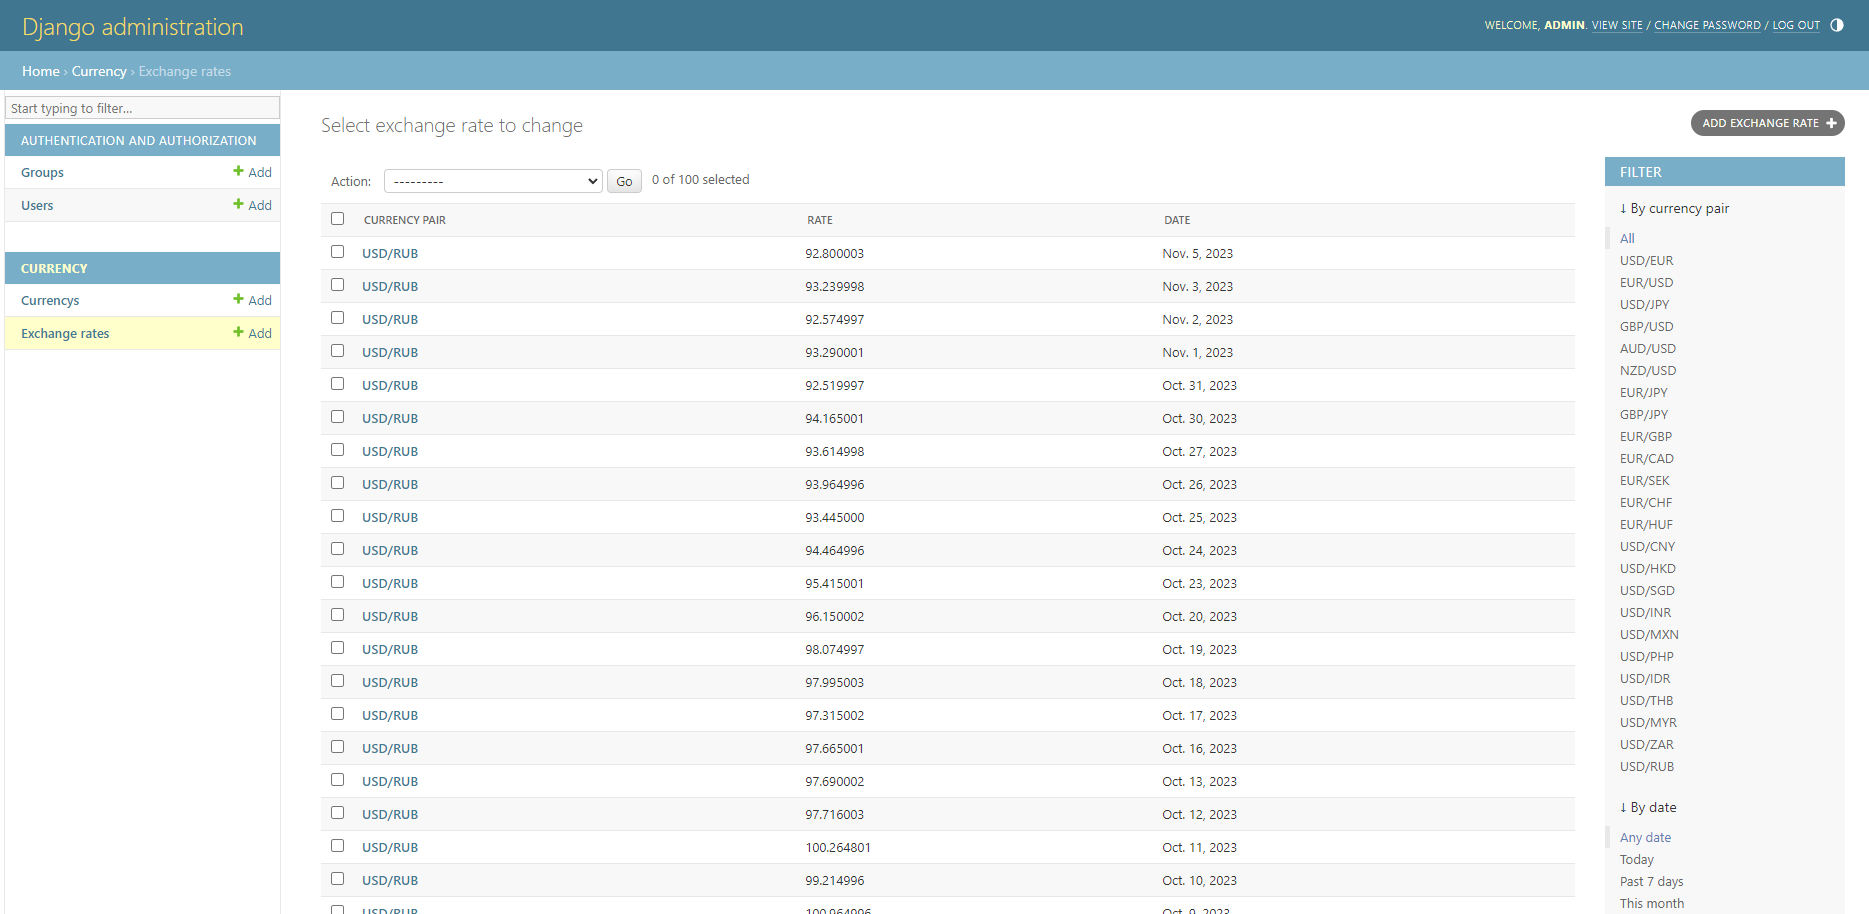 Django administration
WELCOME, ADMIN. VIEW SITE / CHANGE PASSWORD / LOG OUT
Home › Currency › Exchange rates
Start typing to filter...
AUTHENTICATION AND AUTHORIZATION
Groups + Add
Users + Add
CURRENCY
Currencys + Add
Exchange rates + Add
Select exchange rate to change
ADD EXCHANGE RATE +
Action: --------- Go 0 of 100 selected
CURRENCY PAIR RATE DATE
USD/RUB 92.800003 Nov. 5, 2023
USD/RUB 93.239998 Nov. 3, 2023
USD/RUB 92.574997 Nov. 2, 2023
USD/RUB 93.290001 Nov. 1, 2023
USD/RUB 92.519997 Oct. 31, 2023
USD/RUB 94.165001 Oct. 30, 2023
USD/RUB 93.614998 Oct. 27, 2023
USD/RUB 93.964996 Oct. 26, 2023
USD/RUB 93.445000 Oct. 25, 2023
USD/RUB 94.464996 Oct. 24, 2023
USD/RUB 95.415001 Oct. 23, 2023
USD/RUB 96.150002 Oct. 20, 2023
USD/RUB 98.074997 Oct. 19, 2023
USD/RUB 97.995003 Oct. 18, 2023
USD/RUB 97.315002 Oct. 17, 2023
USD/RUB 97.665001 Oct. 16, 2023
USD/RUB 97.690002 Oct. 13, 2023
USD/RUB 97.716003 Oct. 12, 2023
USD/RUB 100.264801 Oct. 11, 2023
USD/RUB 99.214996 Oct. 10, 2023
USD/RUB 100.964996 Oct. 9, 2023
FILTER
↓ By currency pair
All
USD/EUR
EUR/USD
USD/JPY
GBP/USD
AUD/USD
NZD/USD
EUR/JPY
GBP/JPY
EUR/GBP
EUR/CAD
EUR/SEK
EUR/CHF
EUR/HUF
USD/CNY
USD/HKD
USD/SGD
USD/INR
USD/MXN
USD/PHP
USD/IDR
USD/THB
USD/MYR
USD/ZAR
USD/RUB
↓ By date
Any date
Today
Past 7 days
This month